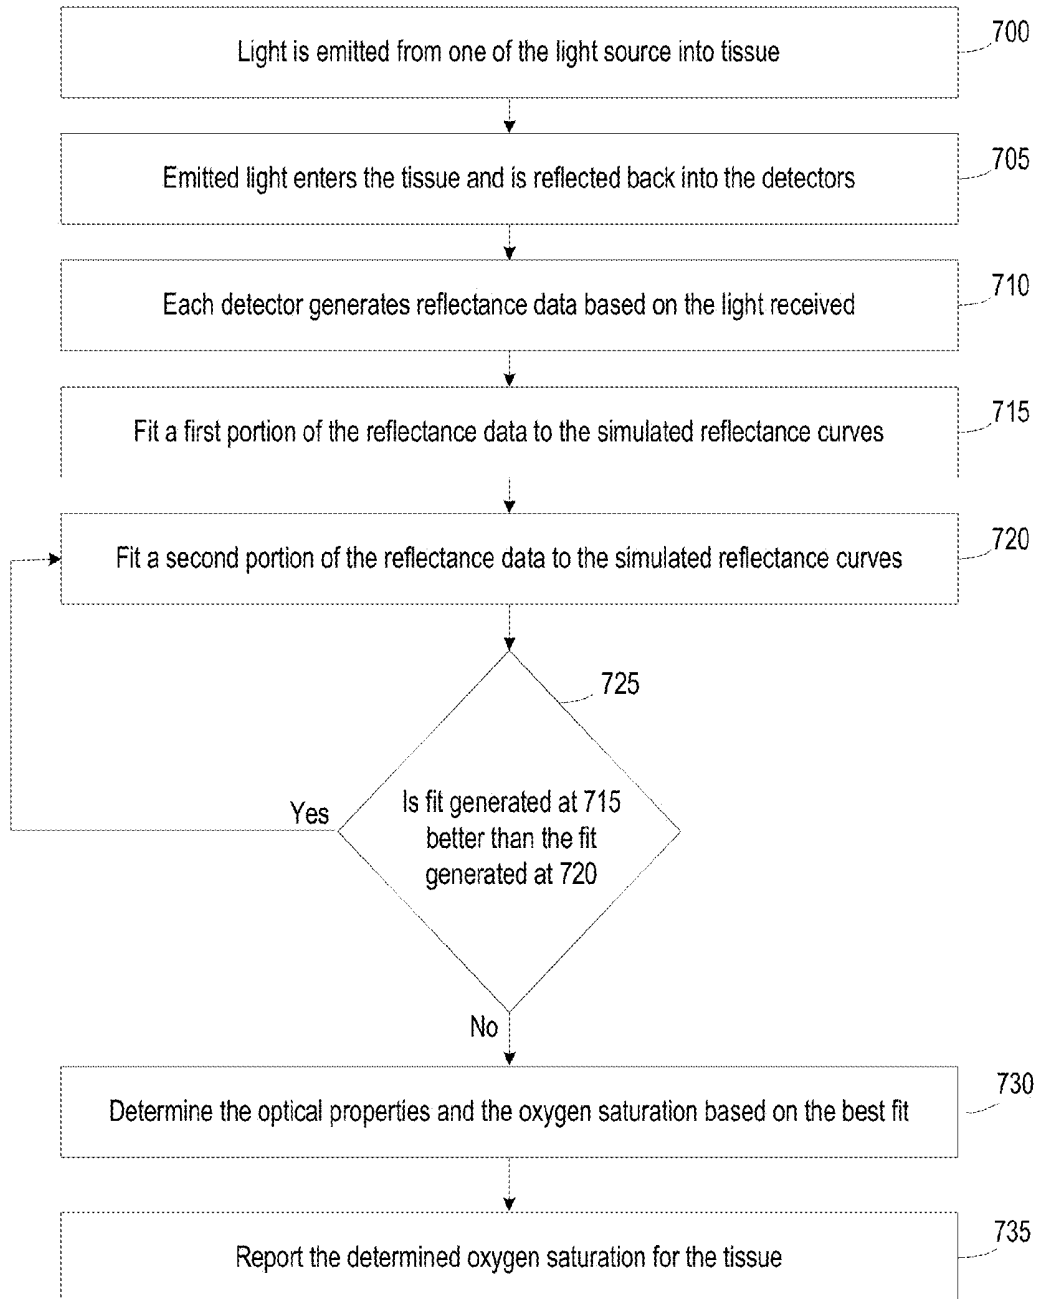 700
Light is emitted from one of the light source into tissue
705
Emitted light enters the tissue and is reflected back into the detectors
710
Each detector generates reflectance data based on the light received
715
Fit a first portion of the reflectance data to the simulated reflectance curves
720
Fit a second portion of the reflectance data to the simulated reflectance curves
725
Is fit generated at 715
better than the fit
generated at 720
Yes
No
730
Determine the optical properties and the oxygen saturation based on the best fit
735
Report the determined oxygen saturation for the tissue